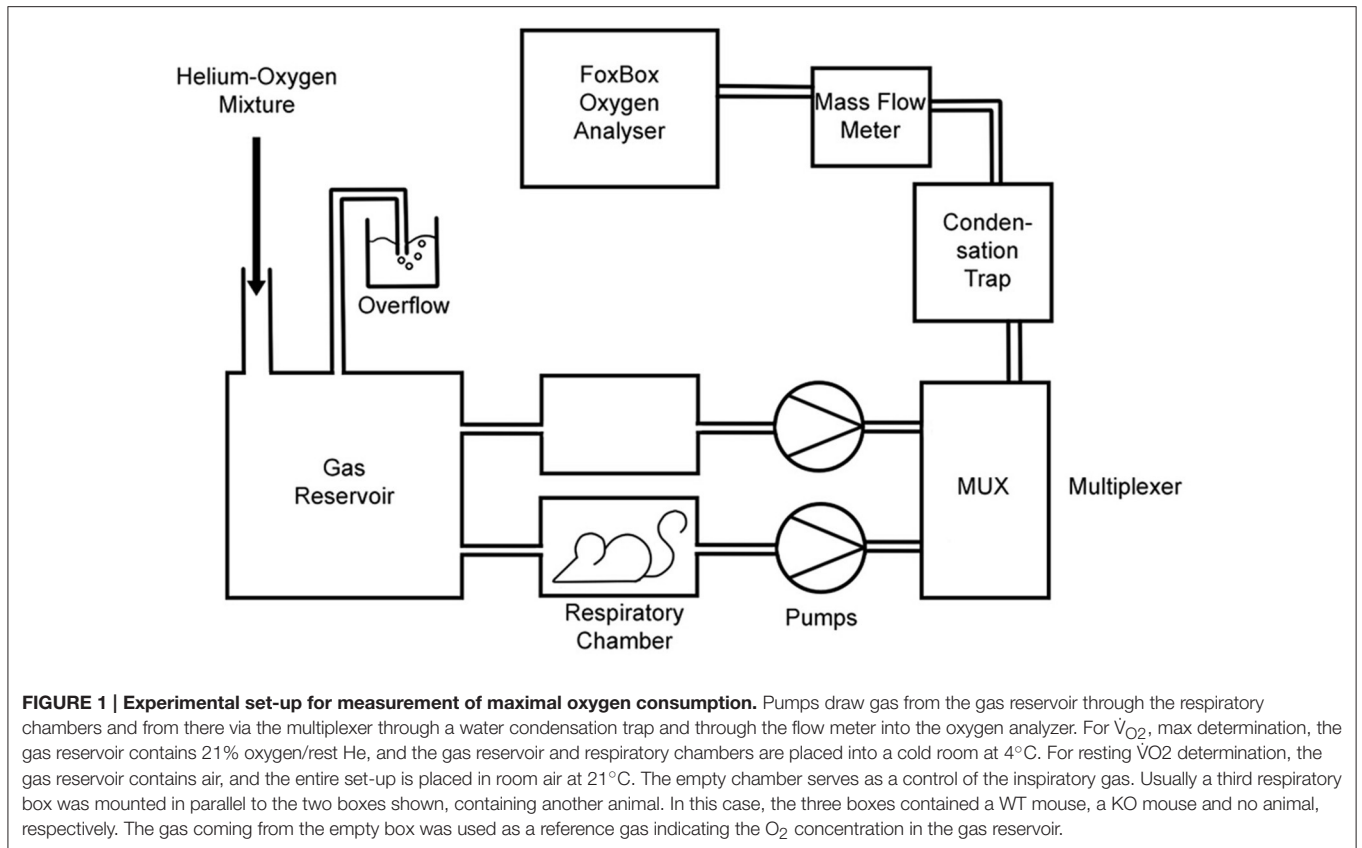 Helium-Oxygen
Mixture
FoxBox
Oxygen
Analyser
Mass Flow
Meter
Conden-
sation
Trap
Overflow
Gas
Reservoir
MUX
Multiplexer
Respiratory
Chamber
Pumps
FIGURE 1 | Experimental set-up for measurement of maximal oxygen consumption. Pumps draw gas from the gas reservoir through the respiratory
chambers and from there via the multiplexer through a water condensation trap and through the flow meter into the oxygen analyzer. For V̇O2, max determination, the
gas reservoir contains 21% oxygen/rest He, and the gas reservoir and respiratory chambers are placed into a cold room at 4°C. For resting V̇O2 determination, the
gas reservoir contains air, and the entire set-up is placed in room air at 21°C. The empty chamber serves as a control of the inspiratory gas. Usually a third respiratory
box was mounted in parallel to the two boxes shown, containing another animal. In this case, the three boxes contained a WT mouse, a KO mouse and no animal,
respectively. The gas coming from the empty box was used as a reference gas indicating the O2 concentration in the gas reservoir.